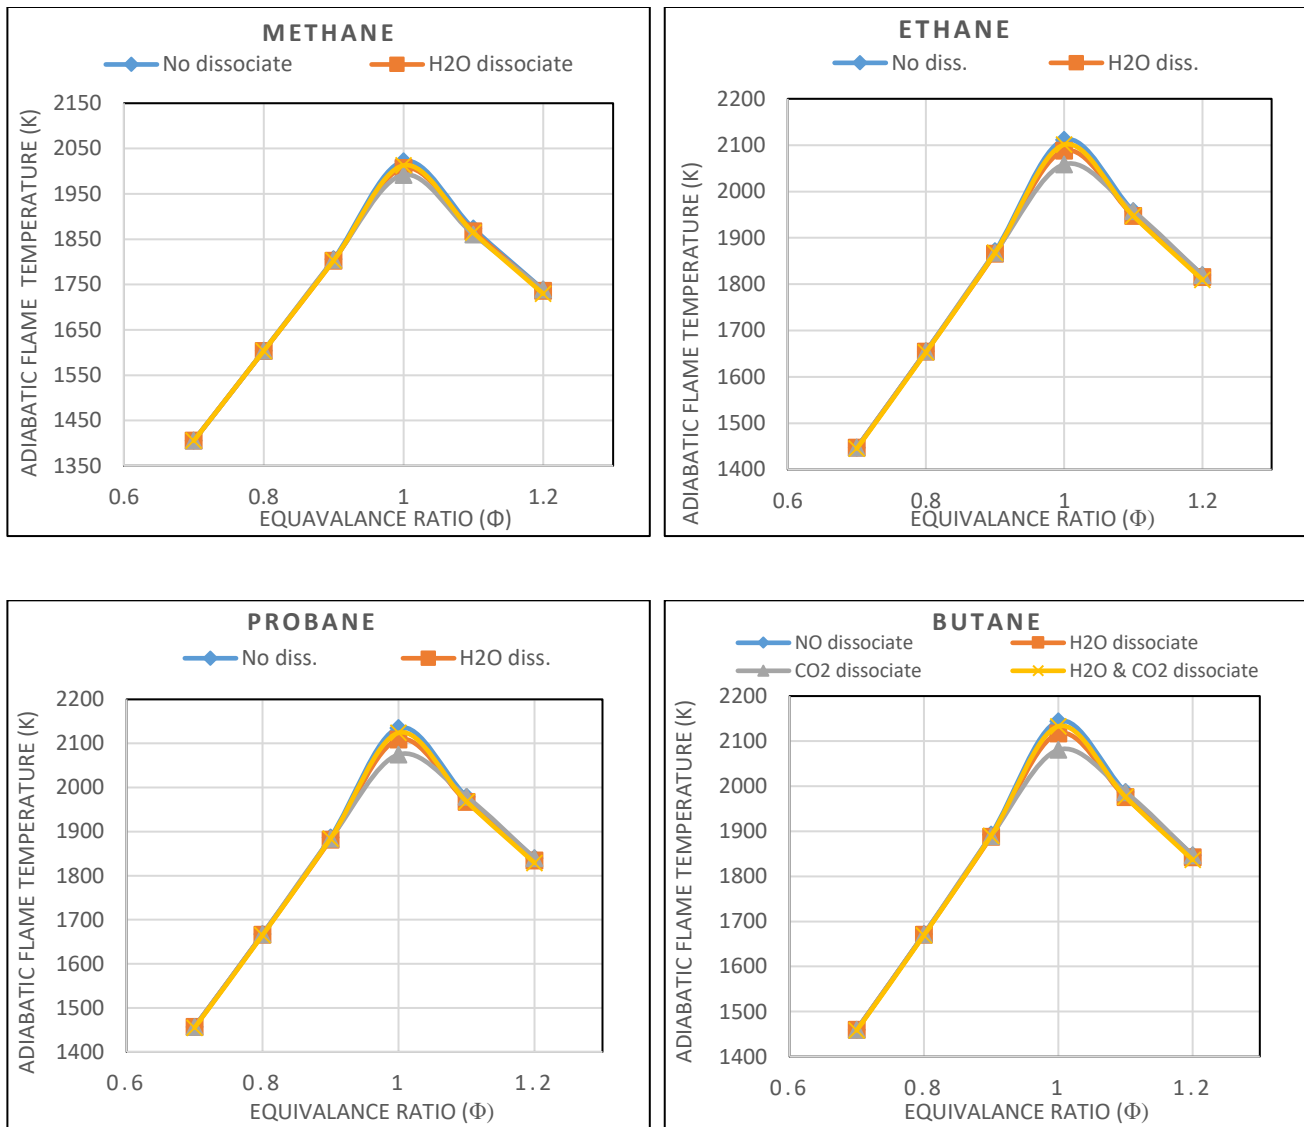 METHANE
No dissociate H2O dissociate
ADIABATIC FLAME TEMPERATURE (K)
2150
2050
1950
1850
1750
1650
1550
1450
1350
0.6 0.8 1 1.2
EQUAVALANCE RATIO (Φ)
ETHANE
No diss. H2O diss.
ADIABATIC FLAME TEMPERATURE (K)
2200
2100
2000
1900
1800
1700
1600
1500
1400
0.6 0.8 1 1.2
EQUIVALANCE RATIO (Φ)
PROBANE
No diss. H2O diss.
ADIABATIC FLAME TEMPERATURE (K)
2200
2100
2000
1900
1800
1700
1600
1500
1400
0.6 0.8 1 1.2
EQUIVALANCE RATIO (Φ)
BUTANE
NO dissociate H2O dissociate
CO2 dissociate H2O & CO2 dissociate
ADIABATIC FLAME TEMPERATURE (K)
2200
2100
2000
1900
1800
1700
1600
1500
1400
0.6 0.8 1 1.2
EQUIVALANCE RATIO (Φ)